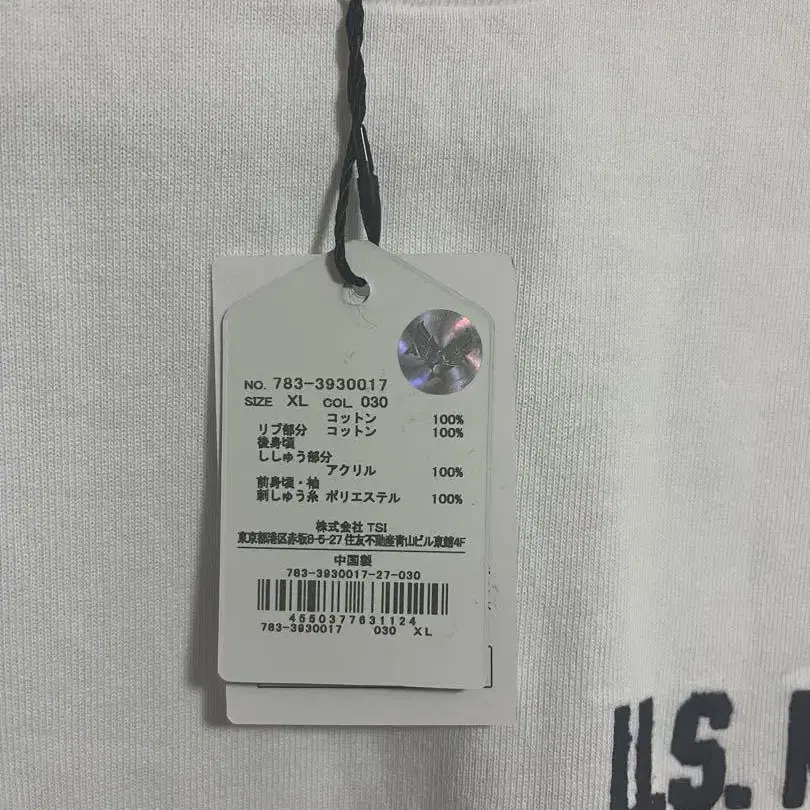 NO. 783-3930017
SIZE XL COL 030
コットン 100%
リブ部分 コットン 100%
後身頃
ししゅう部分
アクリル 100%
前身頃・袖
刺しゅう糸 ポリエステル 100%
株式会社 TSI
東京都港区赤坂8-5-27 住友不動産青山ビル東館4F
中国製
783-3930017-27-030
4550377631124
783-3930017 030 XL
U.S.